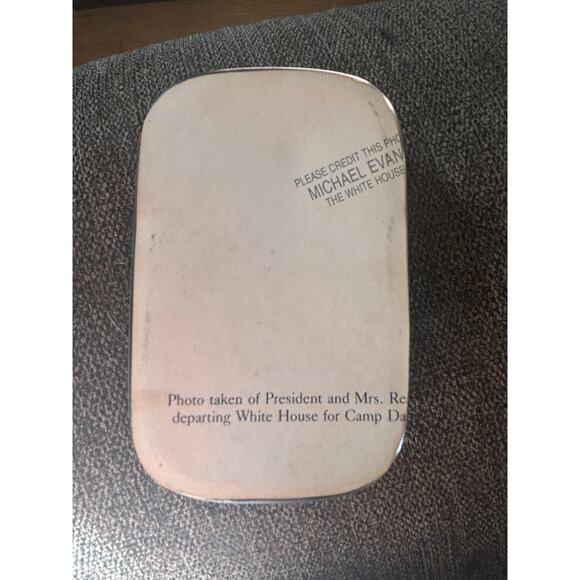 PLEASE CREDIT THIS PHO
MICHAEL EVAN
THE WHITE HOUSE
Photo taken of President and Mrs. Re
departing White House for Camp Da